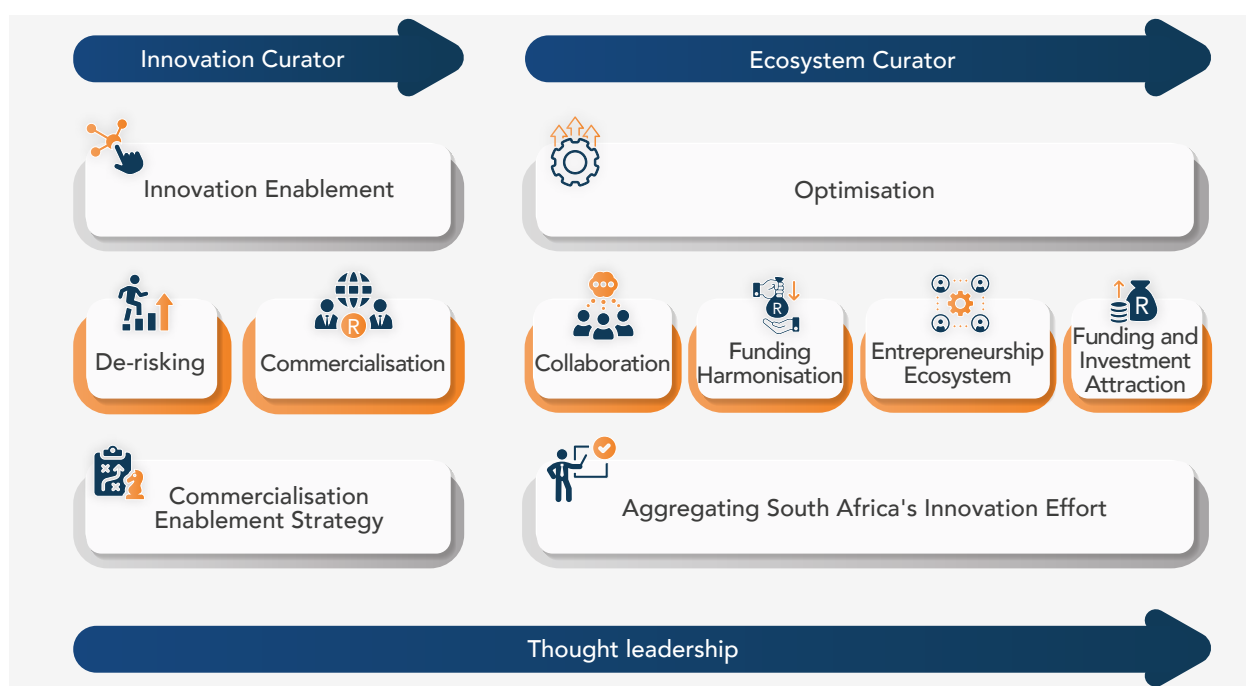 Innovation Curator
Ecosystem Curator
Innovation Enablement
Optimisation
De-risking
Commercialisation
R
Collaboration
Funding
Harmonisation
R
Entrepreneurship
Ecosystem
Funding and
Investment
Attraction
R
Commercialisation
Enablement Strategy
Aggregating South Africa's Innovation Effort
Thought leadership